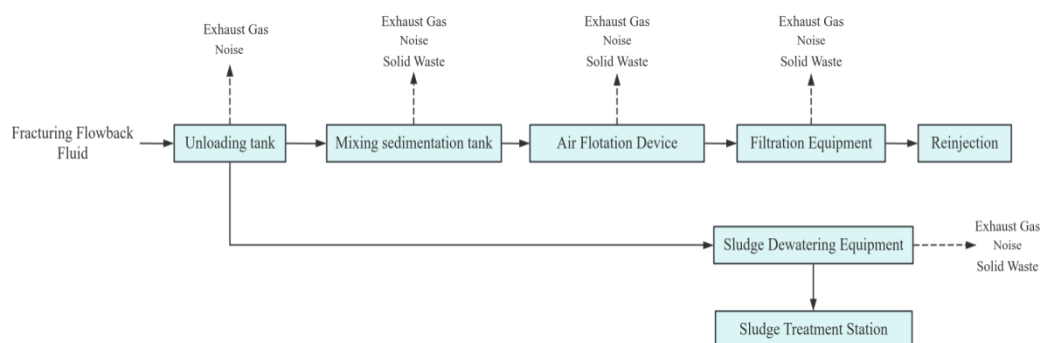 Exhaust Gas
Noise
Exhaust Gas
Noise
Solid Waste
Exhaust Gas
Noise
Solid Waste
Exhaust Gas
Noise
Solid Waste
Fracturing Flowback
Fluid
Unloading tank
Mixing sedimentation tank
Air Flotation Device
Filtration Equipment
Reinjection
Sludge Dewatering Equipment
Exhaust Gas
Noise
Solid Waste
Sludge Treatment Station